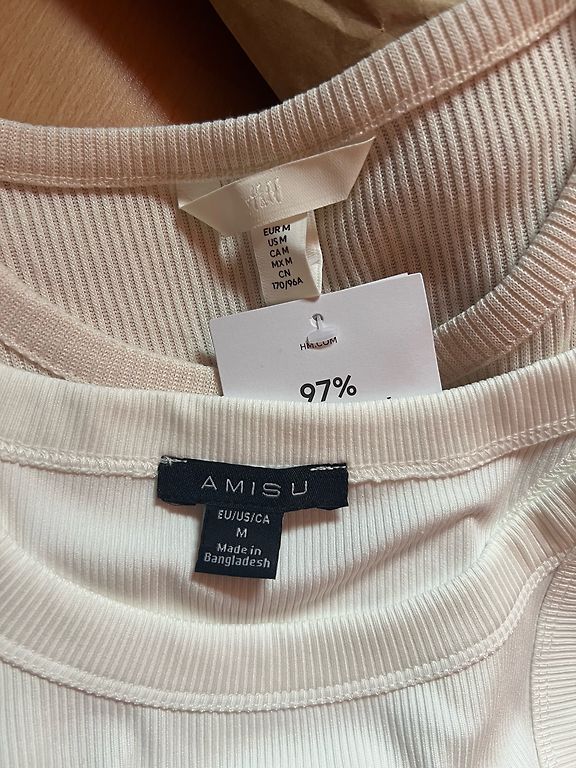 H&M
EUR M
US M
CA M
MX M
CN
170/96A
HM.COM
97%
AMISU
EU/US/CA
M
Made in
Bangladesh